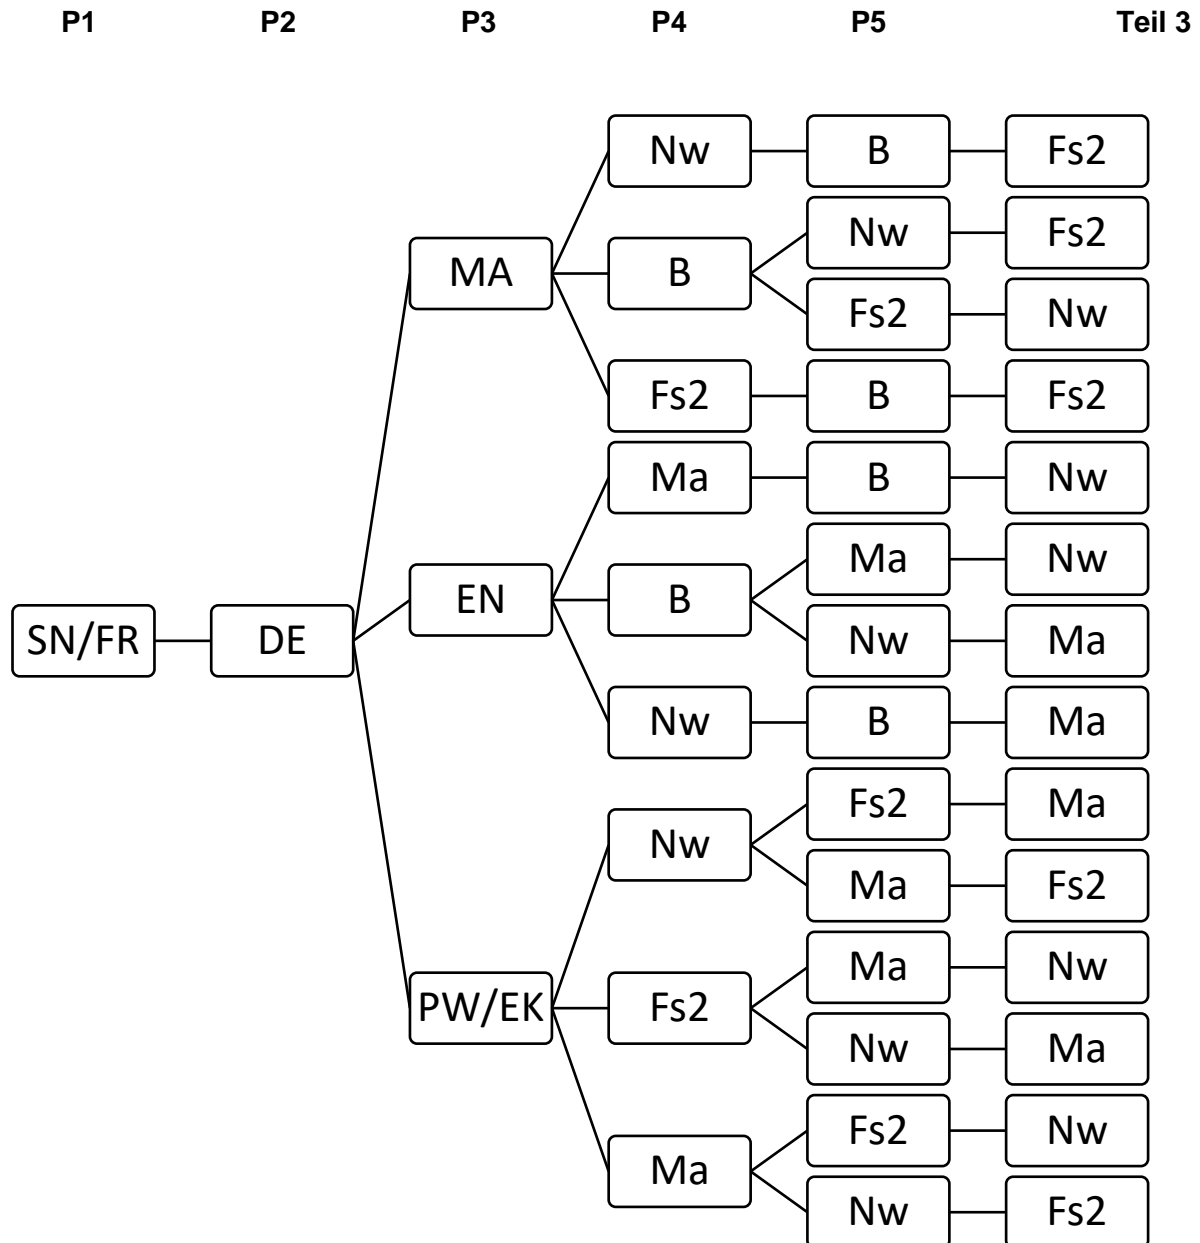 P1 P2 P3 P4 P5 Teil 3
Nw B Fs2
Nw Fs2
MA B
Fs2 Nw
Fs2 B Fs2
Ma B Nw
Ma Nw
EN B
SN/FR DE
Nw Ma
Nw B Ma
Fs2 Ma
Nw
Ma Fs2
Ma Nw
PW/EK Fs2
Nw Ma
Fs2 Nw
Ma
Nw Fs2